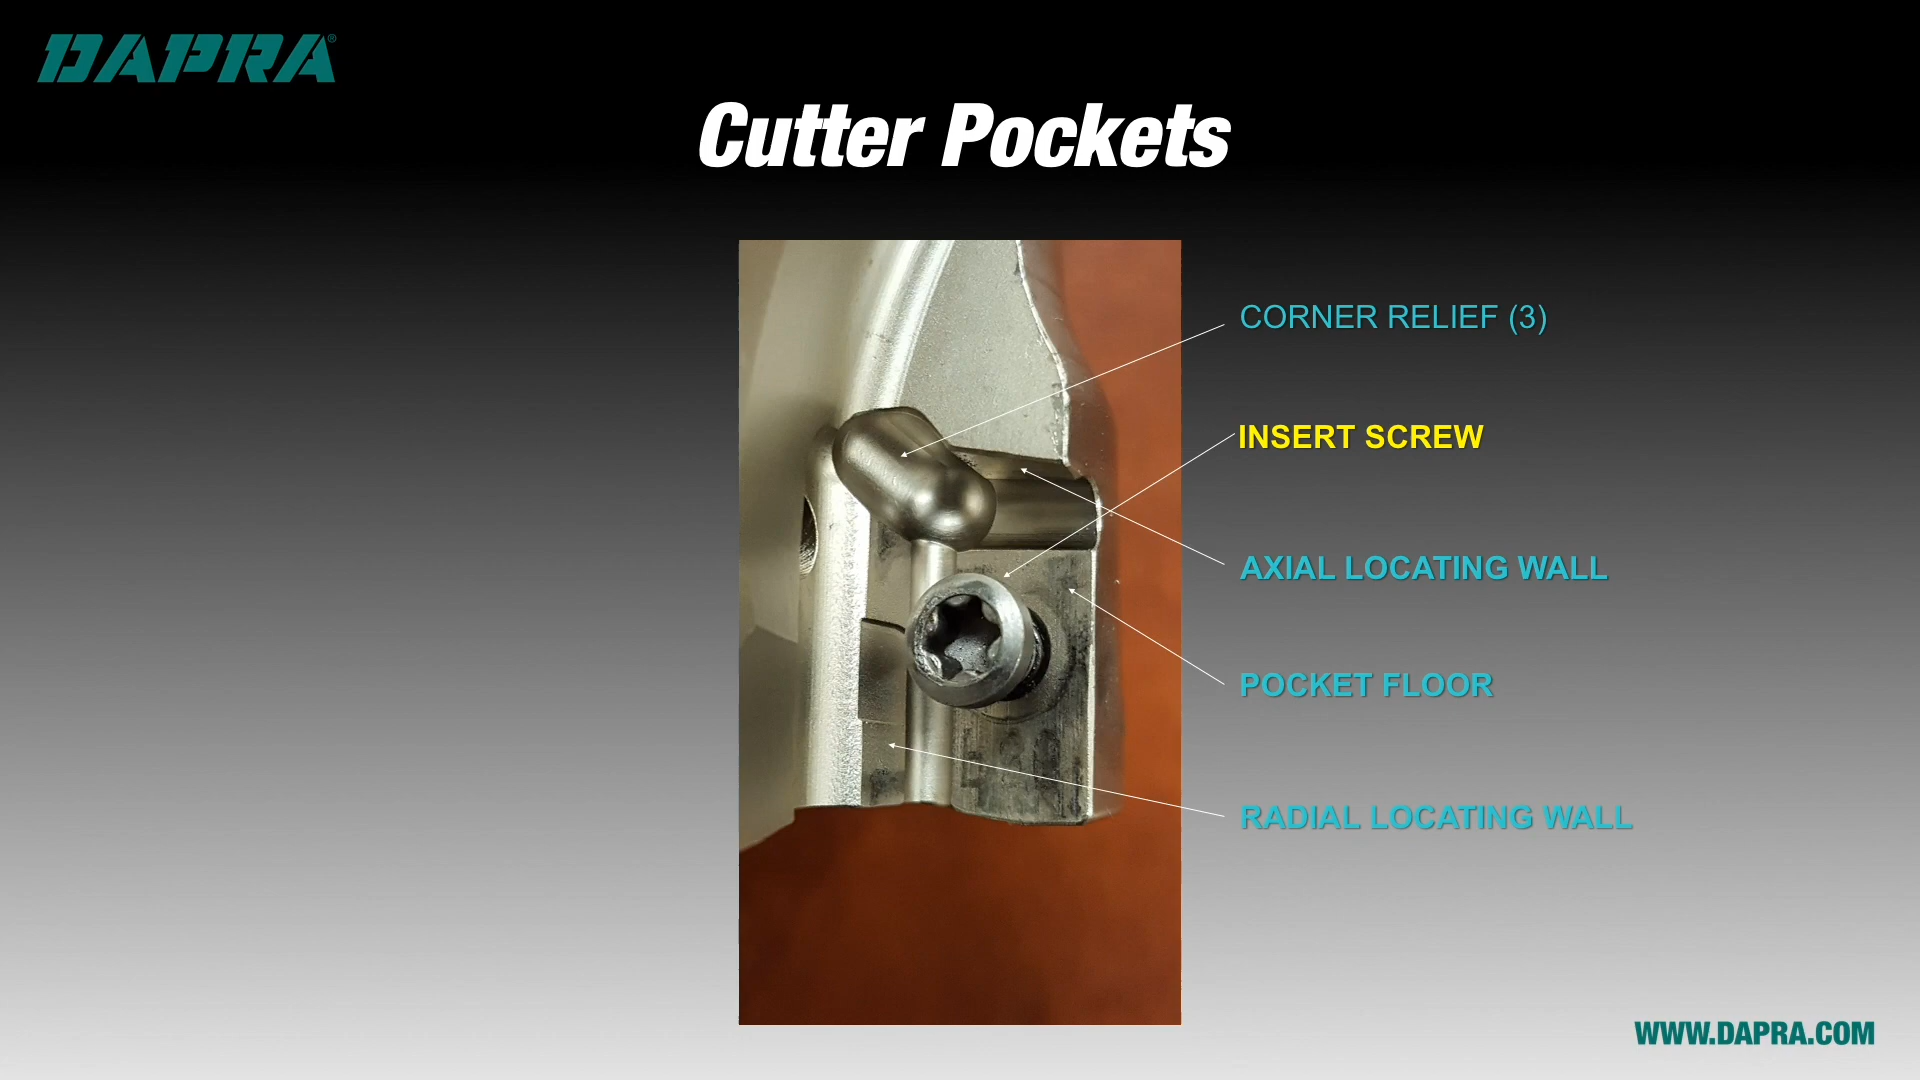 DAPRA®
Cutter Pockets
CORNER RELIEF (3)
INSERT SCREW
AXIAL LOCATING WALL
POCKET FLOOR
RADIAL LOCATING WALL
WWW.DAPRA.COM